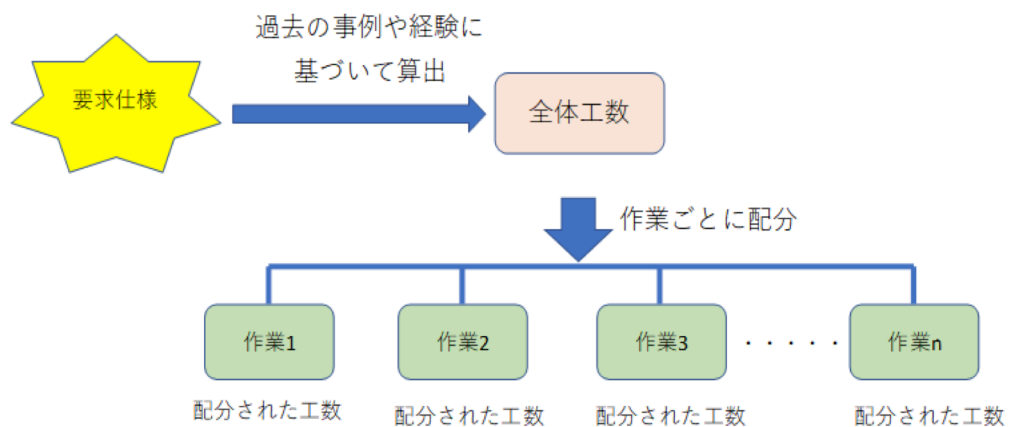 過去の事例や経験に
基づいて算出
要求仕様
全体工数
作業ごとに配分
作業1
作業2
作業3
・・・・・
作業n
配分された工数
配分された工数
配分された工数
配分された工数